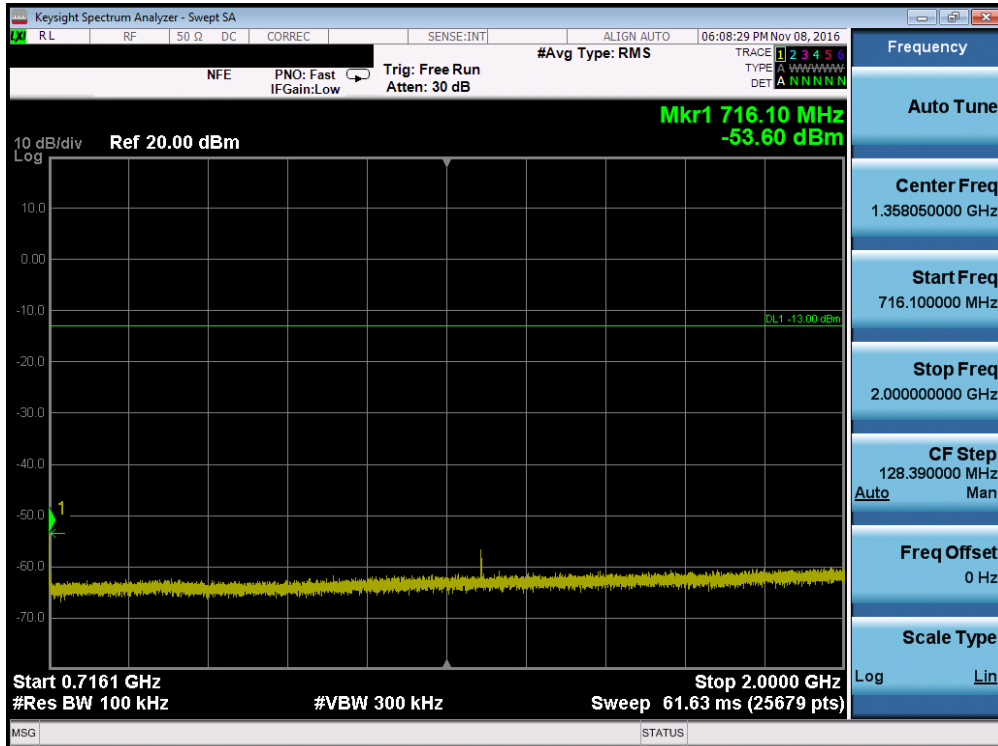 Keysight Spectrum Analyzer - Swept SA
LXI RL RF 50 Ω DC CORREC SENSE:INT ALIGN AUTO 06:08:29 PM Nov 08, 2016
NFE PNO: Fast IFGain:Low
Trig: Free Run
Atten: 30 dB
#Avg Type: RMS
TRACE 1 2 3 4 5 6
TYPE A WWWWW
DET A N N N N N
Mkr1 716.10 MHz
-53.60 dBm
10 dB/div Ref 20.00 dBm
Log
10.0
0.00
-10.0
DL1 -13.00 dBm
-20.0
-30.0
-40.0
-50.0
1
-60.0
-70.0
Start 0.7161 GHz Stop 2.0000 GHz
#Res BW 100 kHz #VBW 300 kHz Sweep 61.63 ms (25679 pts)
MSG STATUS
Frequency
Auto Tune
Center Freq
1.358050000 GHz
Start Freq
716.100000 MHz
Stop Freq
2.000000000 GHz
CF Step
128.390000 MHz
Auto Man
Freq Offset
0 Hz
Scale Type
Log Lin